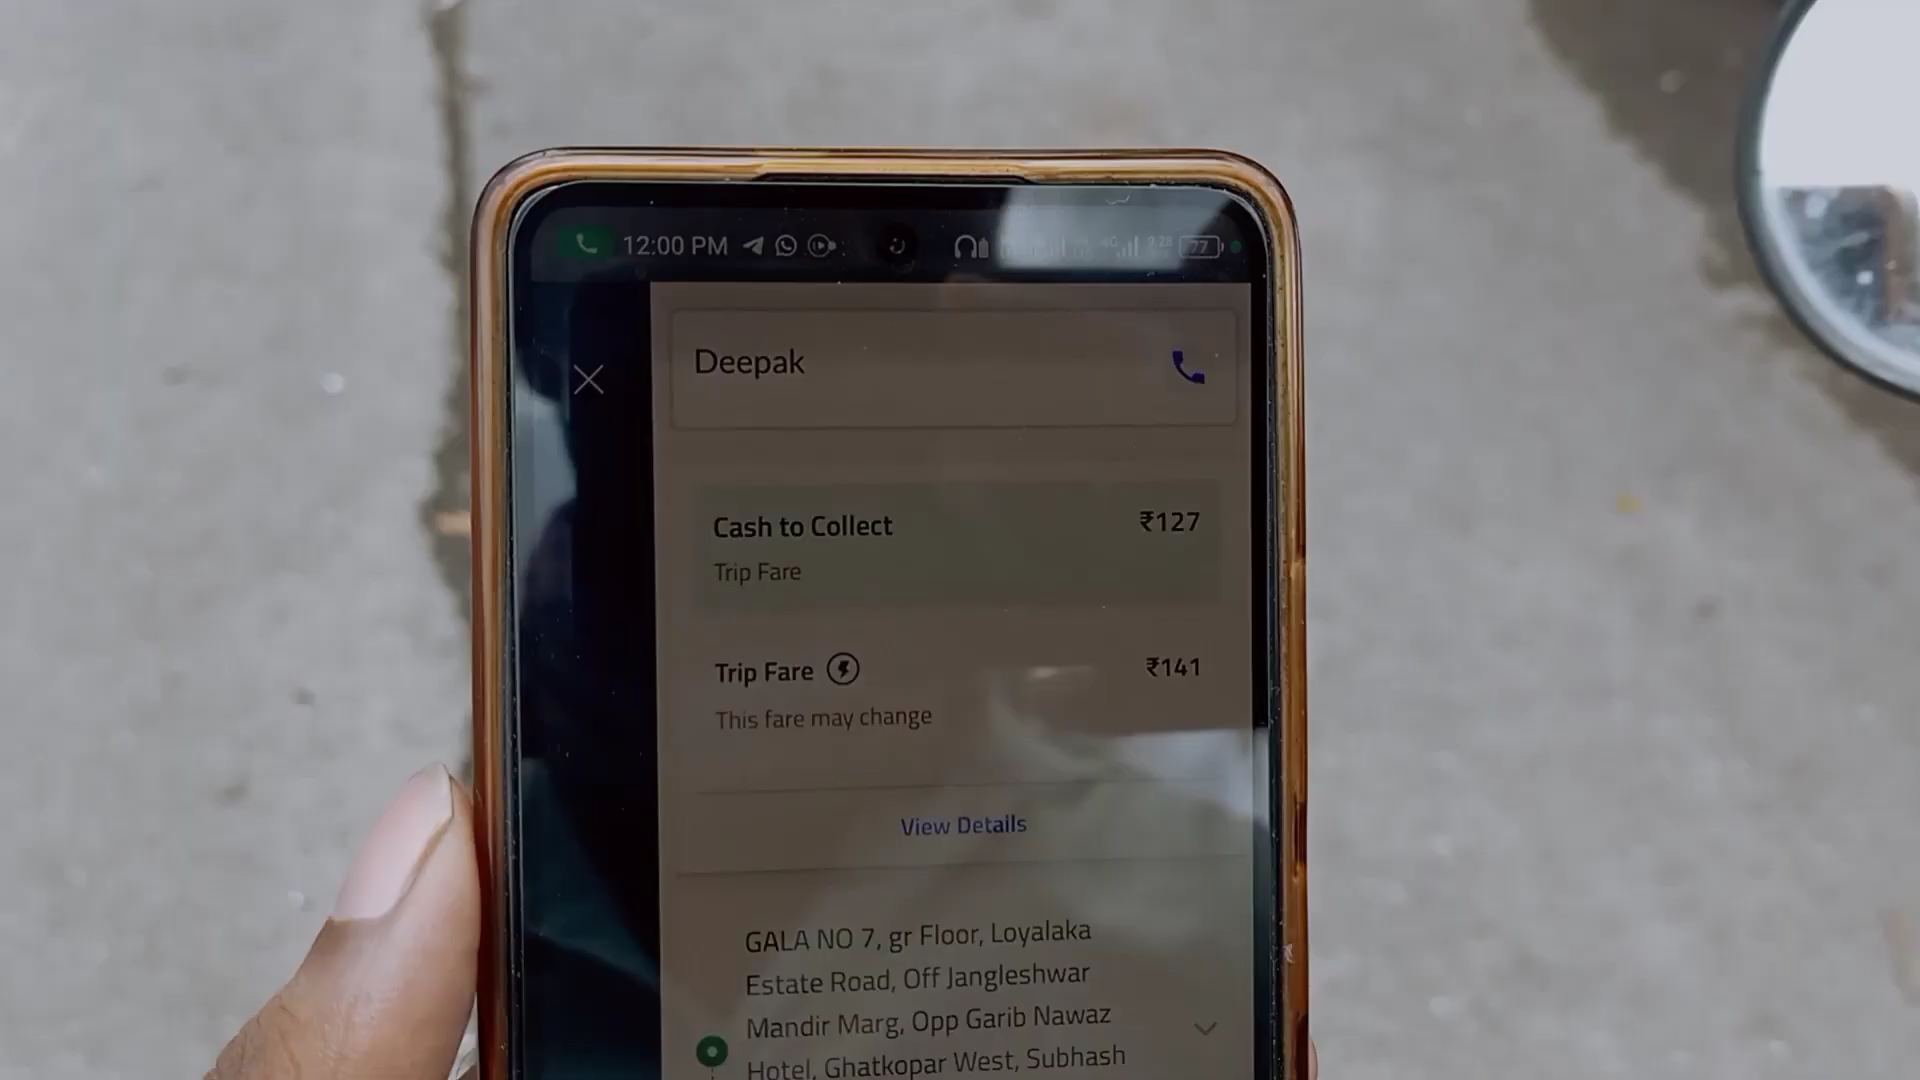 12:00 PM 4G 77
Deepak
Cash to Collect ₹127
Trip Fare
Trip Fare ₹141
This fare may change
View Details
GALA NO 7, gr Floor, Loyalaka
Estate Road, Off Jangleshwar
Mandir Marg, Opp Garib Nawaz
Hotel, Ghatkopar West, Subhash